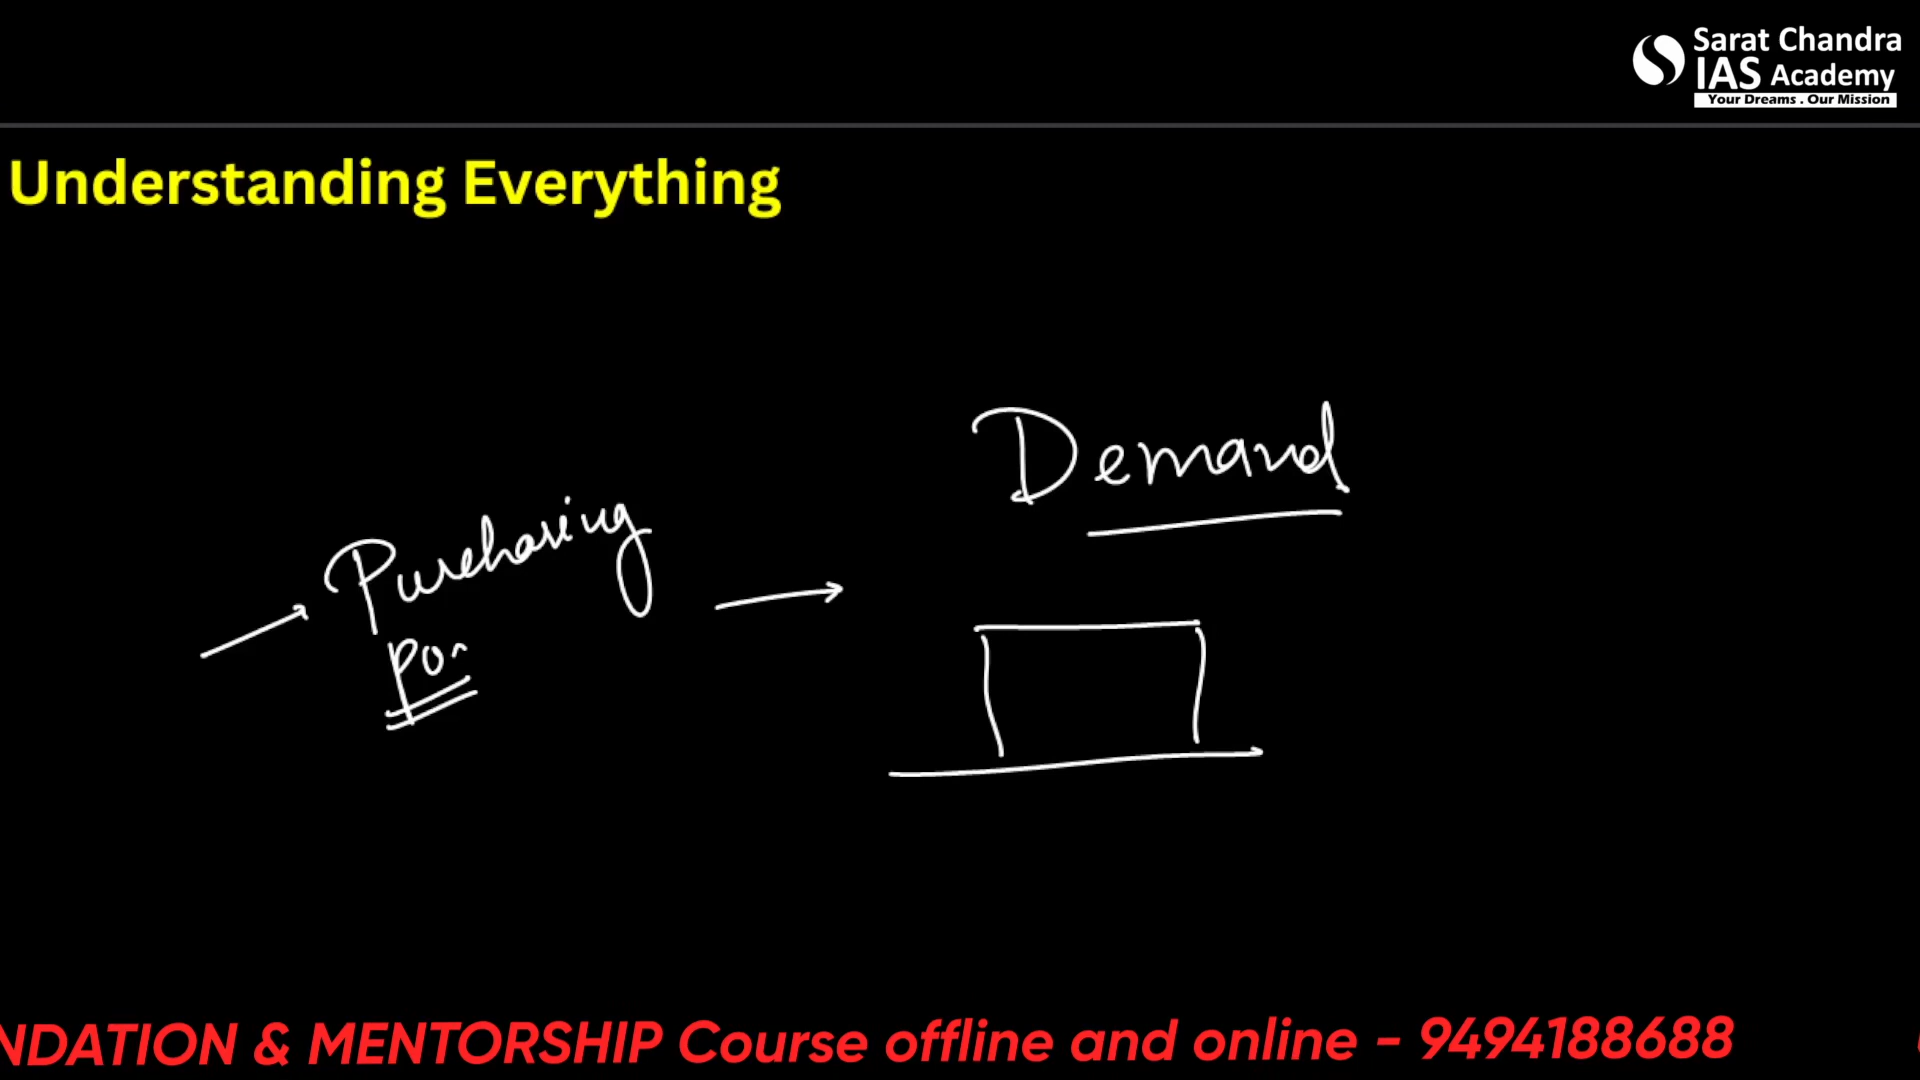 Sarat Chandra
IAS Academy
Your Dreams . Our Mission
Understanding Everything
Demand
Purchasing
NDATION & MENTORSHIP Course offline and online - 9494188688